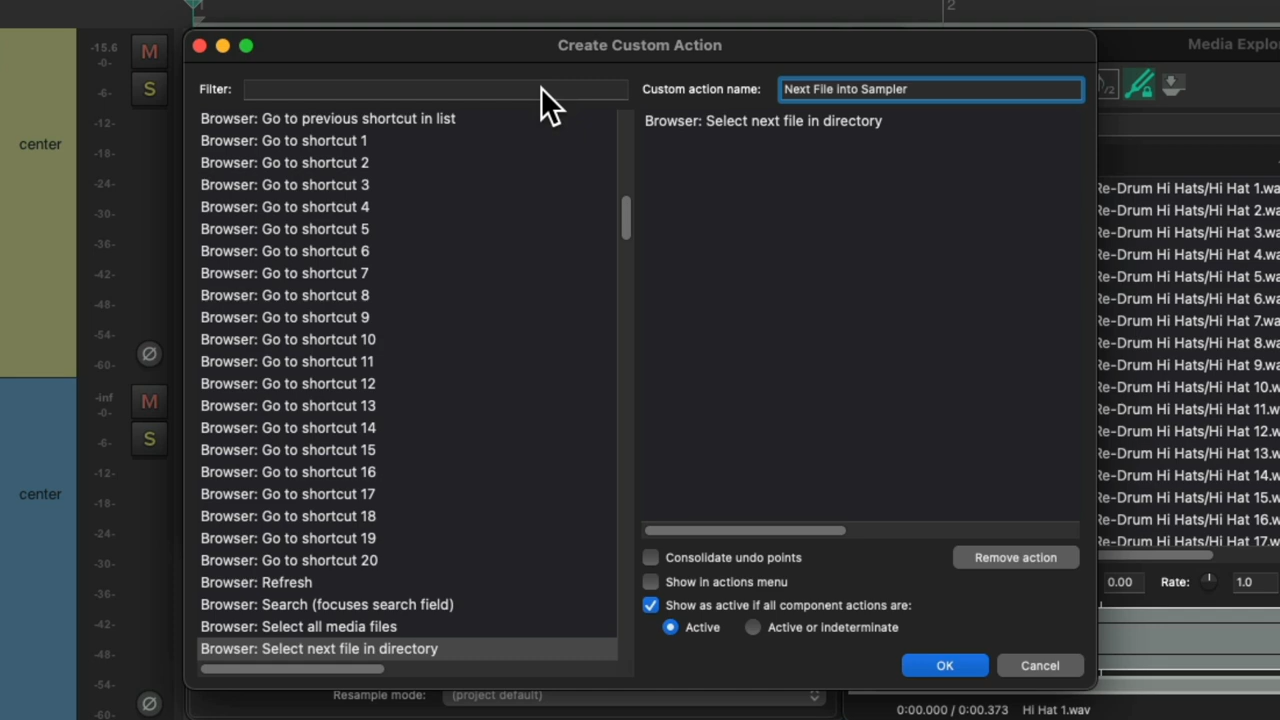 1
2
Create Custom Action
Media Explo
-15.6
-0-
-6-
-12-
-18-
-24-
-30-
-36-
-42-
-48-
-54-
-60-
M
S
Ø
center
-inf
-0-
-6-
-12-
-18-
-24-
-30-
-36-
-42-
-48-
-54-
-60-
M
S
Ø
center
Filter:
Browser: Go to previous shortcut in list
Browser: Go to shortcut 1
Browser: Go to shortcut 2
Browser: Go to shortcut 3
Browser: Go to shortcut 4
Browser: Go to shortcut 5
Browser: Go to shortcut 6
Browser: Go to shortcut 7
Browser: Go to shortcut 8
Browser: Go to shortcut 9
Browser: Go to shortcut 10
Browser: Go to shortcut 11
Browser: Go to shortcut 12
Browser: Go to shortcut 13
Browser: Go to shortcut 14
Browser: Go to shortcut 15
Browser: Go to shortcut 16
Browser: Go to shortcut 17
Browser: Go to shortcut 18
Browser: Go to shortcut 19
Browser: Go to shortcut 20
Browser: Refresh
Browser: Search (focuses search field)
Browser: Select all media files
Browser: Select next file in directory
Custom action name: Next File into Sampler
Browser: Select next file in directory
Consolidate undo points
Remove action
Show in actions menu
Show as active if all component actions are:
Active
Active or indeterminate
OK
Cancel
/2
Re-Drum Hi Hats/Hi Hat 1.wa
Re-Drum Hi Hats/Hi Hat 2.wa
Re-Drum Hi Hats/Hi Hat 3.wa
Re-Drum Hi Hats/Hi Hat 4.wa
Re-Drum Hi Hats/Hi Hat 5.wa
Re-Drum Hi Hats/Hi Hat 6.wa
Re-Drum Hi Hats/Hi Hat 7.wa
Re-Drum Hi Hats/Hi Hat 8.wa
Re-Drum Hi Hats/Hi Hat 9.wa
Re-Drum Hi Hats/Hi Hat 10.w
Re-Drum Hi Hats/Hi Hat 11.w
Re-Drum Hi Hats/Hi Hat 12.w
Re-Drum Hi Hats/Hi Hat 13.w
Re-Drum Hi Hats/Hi Hat 14.w
Re-Drum Hi Hats/Hi Hat 15.w
Re-Drum Hi Hats/Hi Hat 16.w
Re-Drum Hi Hats/Hi Hat 17.w
0.00 Rate: 1.0
Resample mode: (project default)
0:00.000 / 0:00.373 Hi Hat 1.wav